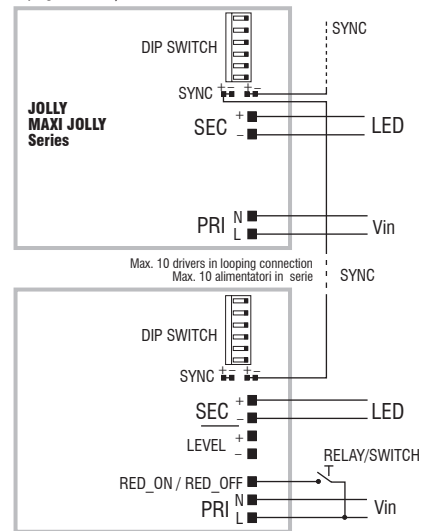 SYNC
DIP SWITCH
SYNC + - + -
JOLLY
MAXI JOLLY
Series
SEC + -
LED
PRI N L
Vin
Max. 10 drivers in looping connection
Max. 10 alimentatori in serie
SYNC
DIP SWITCH
SYNC + - + -
SEC + -
LED
LEVEL + -
RELAY/SWITCH
RED_ON / RED_OFF
PRI N L
Vin